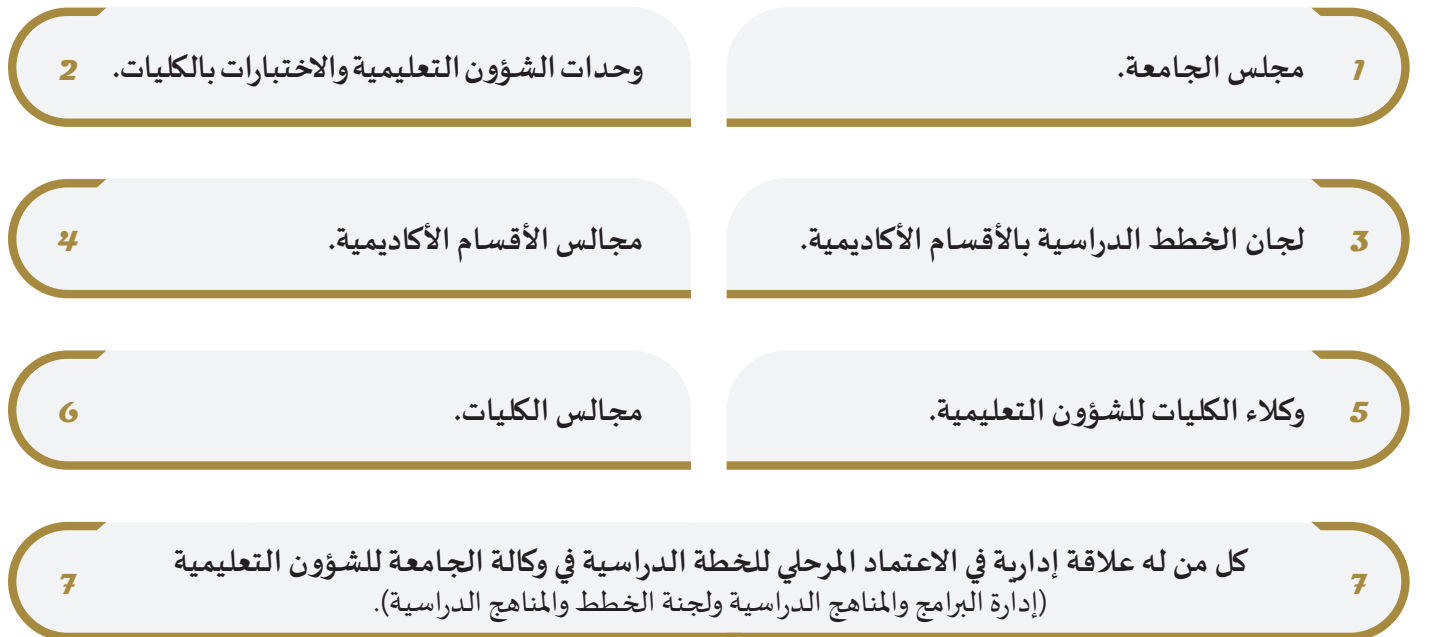 1 مجلس الجامعة.
2 وحدات الشؤون التعليمية والاختبارات بالكليات.
3 لجان الخطط الدراسية بالأقسام الأكاديمية.
4 مجالس الأقسام الأكاديمية.
5 وكلاء الكليات للشؤون التعليمية.
6 مجالس الكليات.
7 كل من له علاقة إدارية في الاعتماد المرحلي للخطة الدراسية في وكالة الجامعة للشؤون التعليمية 7
(إدارة البرامج والمناهج الدراسية ولجنة الخطط والمناهج الدراسية).